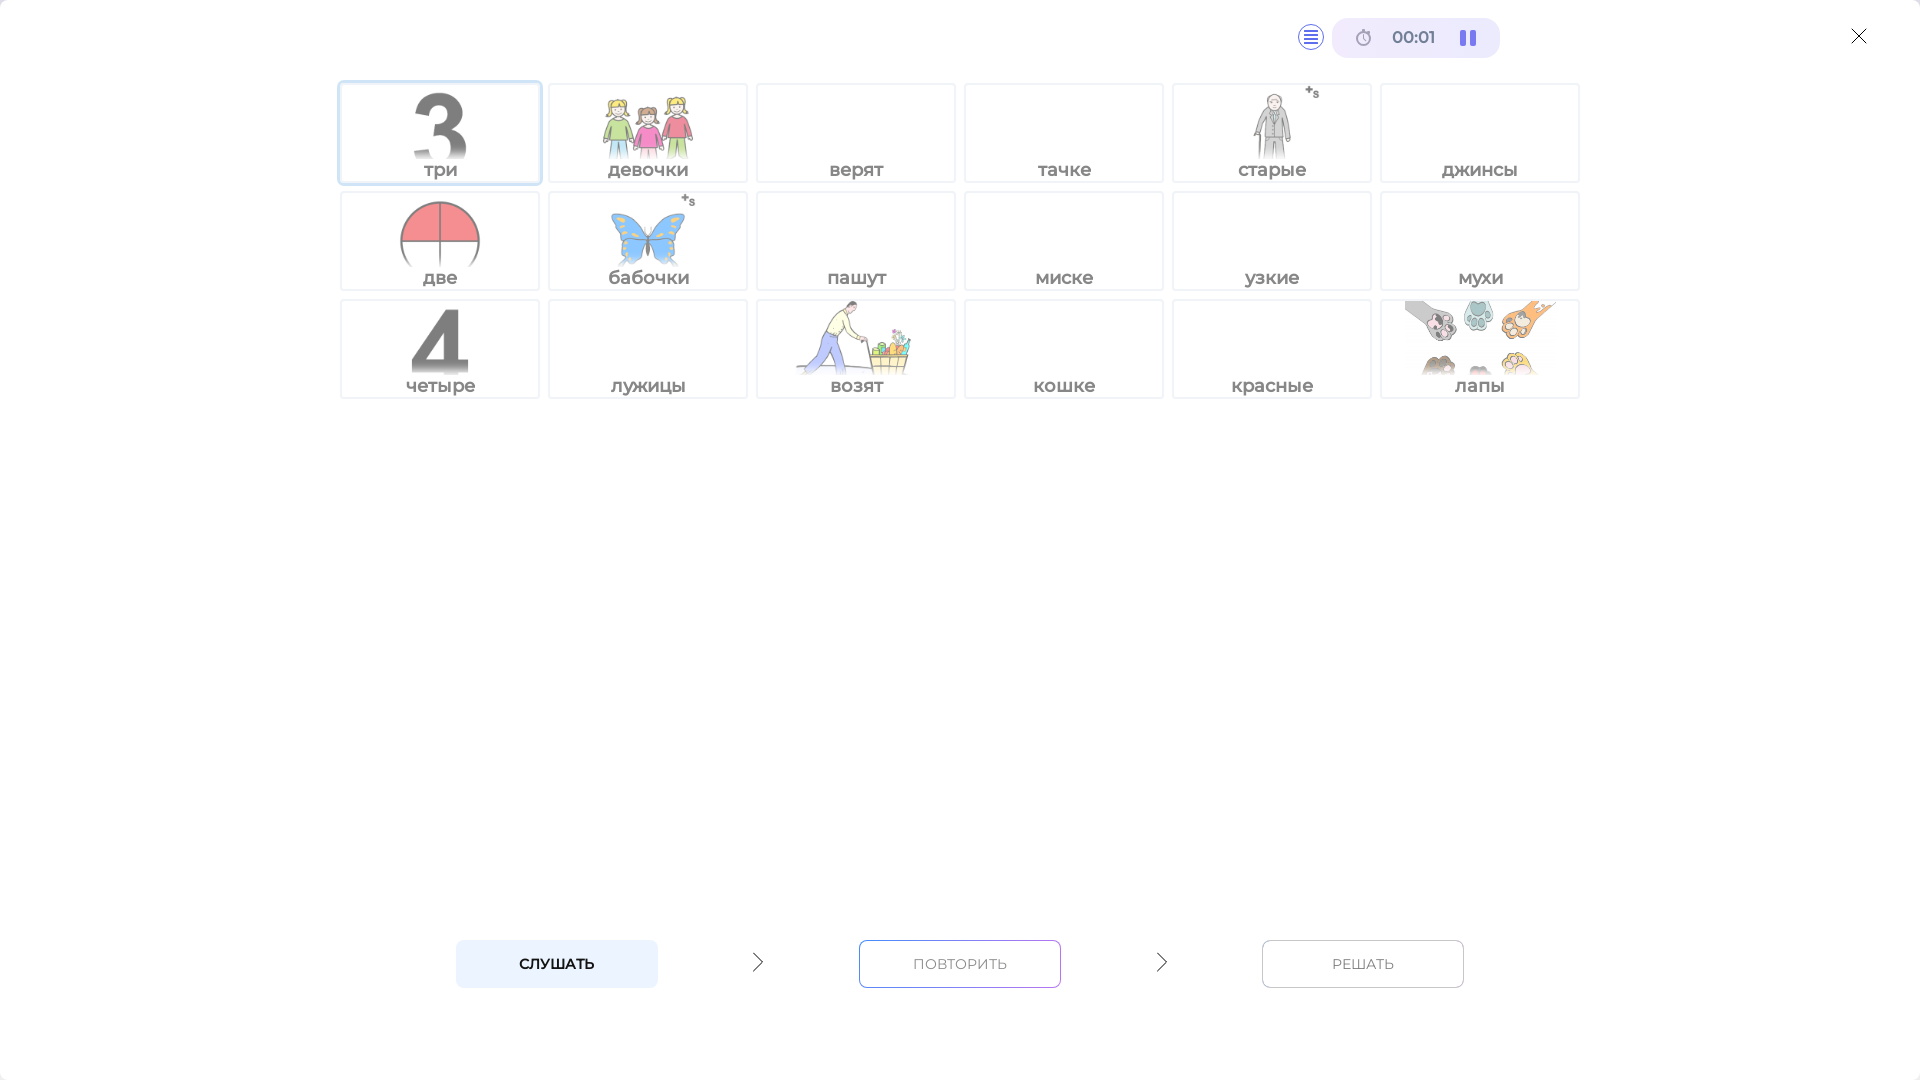 00:01
3 +s
три девочки верят тачке старые джинсы
+s
две бабочки пашут миске узкие мухи
4
четыре лужицы возят кошке красные лапы
СЛУШАТЬ ПОВТОРИТЬ РЕШАТЬ